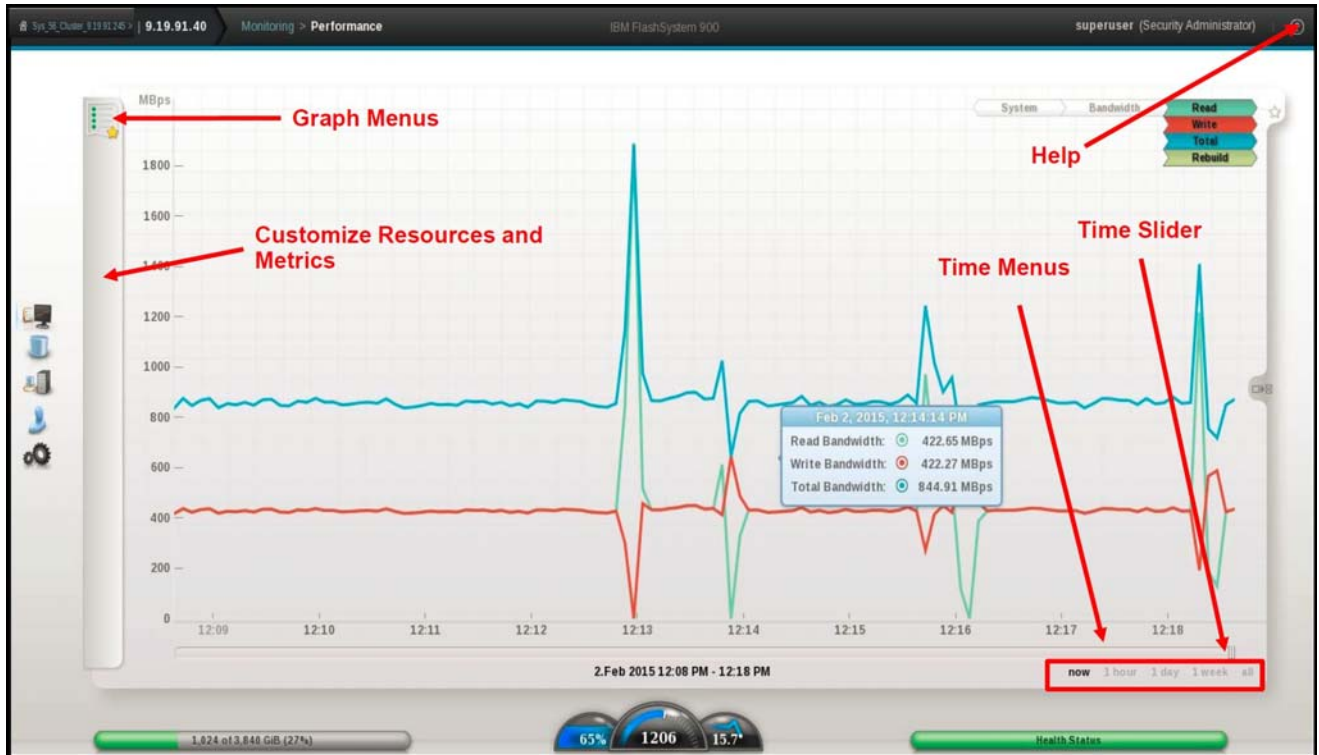 Sys_58_Cluster_9.19.91.245 > | 9.19.91.40 Monitoring > Performance IBM FlashSystem 900 superuser (Security Administrator)
MBps
Graph Menus
System Bandwidth Read
Write
Total
Rebuild
Help
1800
1600
Customize Resources and
Metrics
Time Slider
Time Menus
1400
1200
1000
800
Feb 2, 2015, 12:14:14 PM
Read Bandwidth: 422.65 MBps
Write Bandwidth: 422.27 MBps
Total Bandwidth: 844.91 MBps
600
400
200
0
12:09 12:10 12:11 12:12 12:13 12:14 12:15 12:16 12:17 12:18
2.Feb 2015 12:08 PM - 12:18 PM
now 1 hour 1 day 1 week all
1,024 of 3,840 GiB (27%) 65% 1206 15.7° Health Status